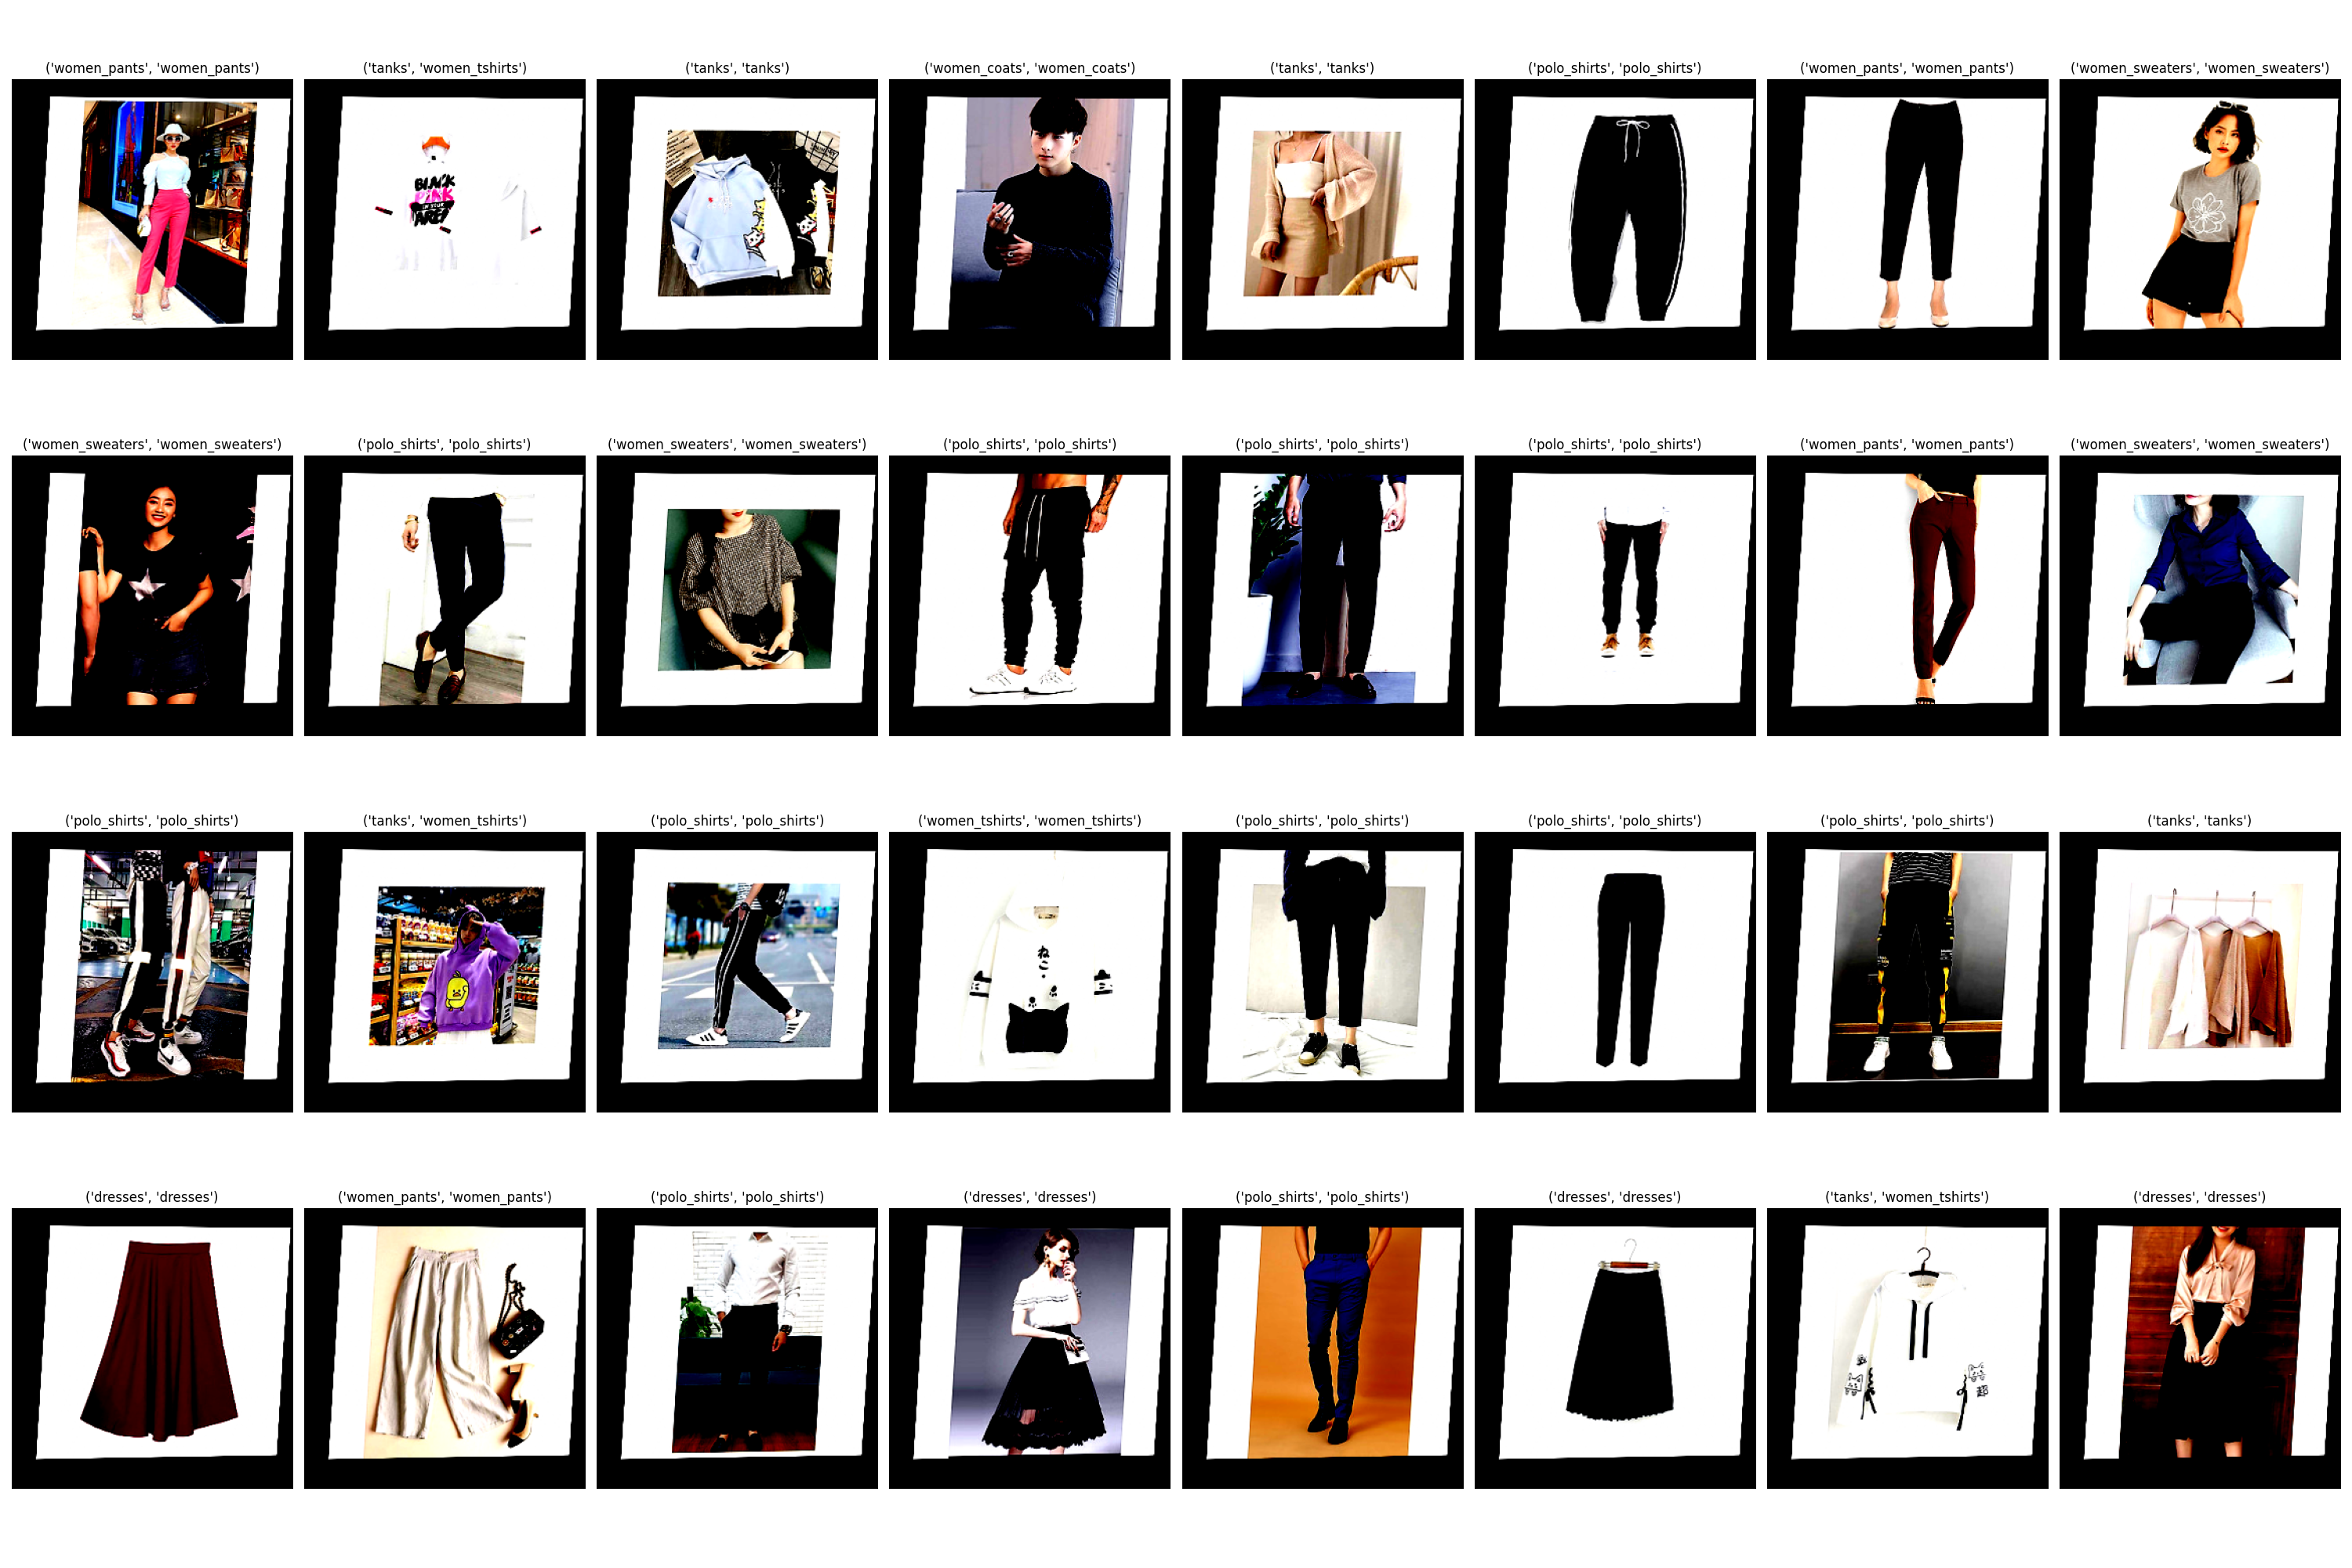 ('women_pants', 'women_pants')
('tanks', 'women_tshirts')
('tanks', 'tanks')
('women_coats', 'women_coats')
('tanks', 'tanks')
('polo_shirts', 'polo_shirts')
('women_pants', 'women_pants')
('women_sweaters', 'women_sweaters')
BLACK
PINK
IN YOUR
AREA
('women_sweaters', 'women_sweaters')
('polo_shirts', 'polo_shirts')
('women_sweaters', 'women_sweaters')
('polo_shirts', 'polo_shirts')
('polo_shirts', 'polo_shirts')
('polo_shirts', 'polo_shirts')
('women_pants', 'women_pants')
('women_sweaters', 'women_sweaters')
('polo_shirts', 'polo_shirts')
('tanks', 'women_tshirts')
('polo_shirts', 'polo_shirts')
('women_tshirts', 'women_tshirts')
('polo_shirts', 'polo_shirts')
('polo_shirts', 'polo_shirts')
('polo_shirts', 'polo_shirts')
('tanks', 'tanks')
ねこ。
('dresses', 'dresses')
('women_pants', 'women_pants')
('polo_shirts', 'polo_shirts')
('dresses', 'dresses')
('polo_shirts', 'polo_shirts')
('dresses', 'dresses')
('tanks', 'women_tshirts')
('dresses', 'dresses')